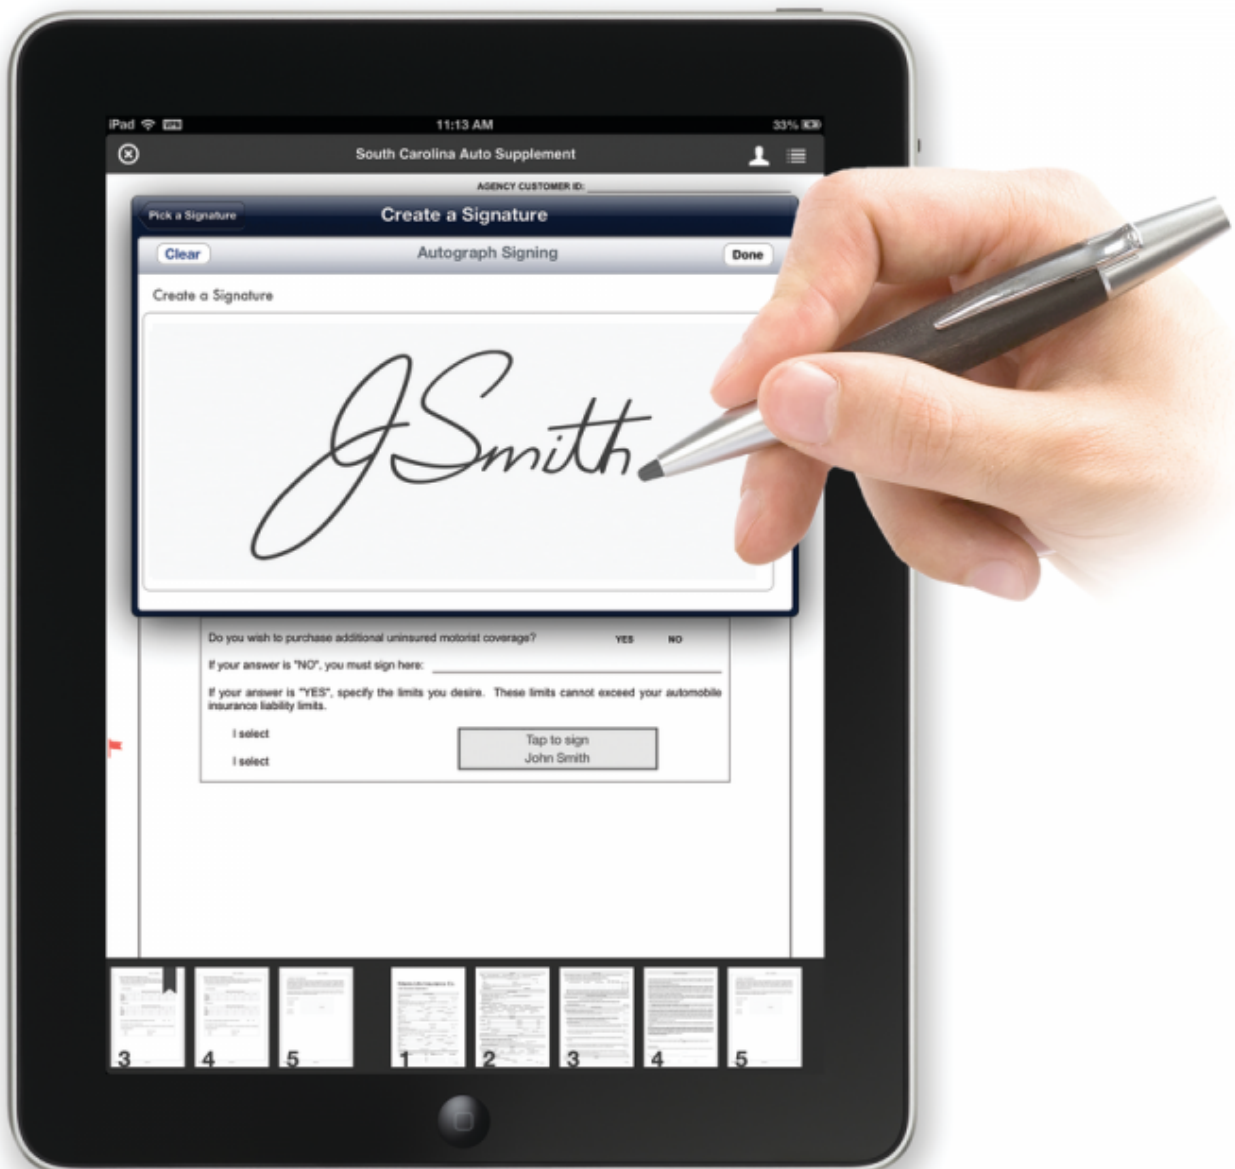 iPad VPN 11:13 AM 33%
South Carolina Auto Supplement
AGENCY CUSTOMER ID:
Pick a Signature Create a Signature
Clear Autograph Signing Done
Create a Signature
J Smith
Do you wish to purchase additional uninsured motorist coverage? YES NO
If your answer is "NO", you must sign here:
If your answer is "YES", specify the limits you desire. These limits cannot exceed your automobile
insurance liability limits.
I select
Tap to sign
John Smith
I select
3 4 5 1 2 3 4 5